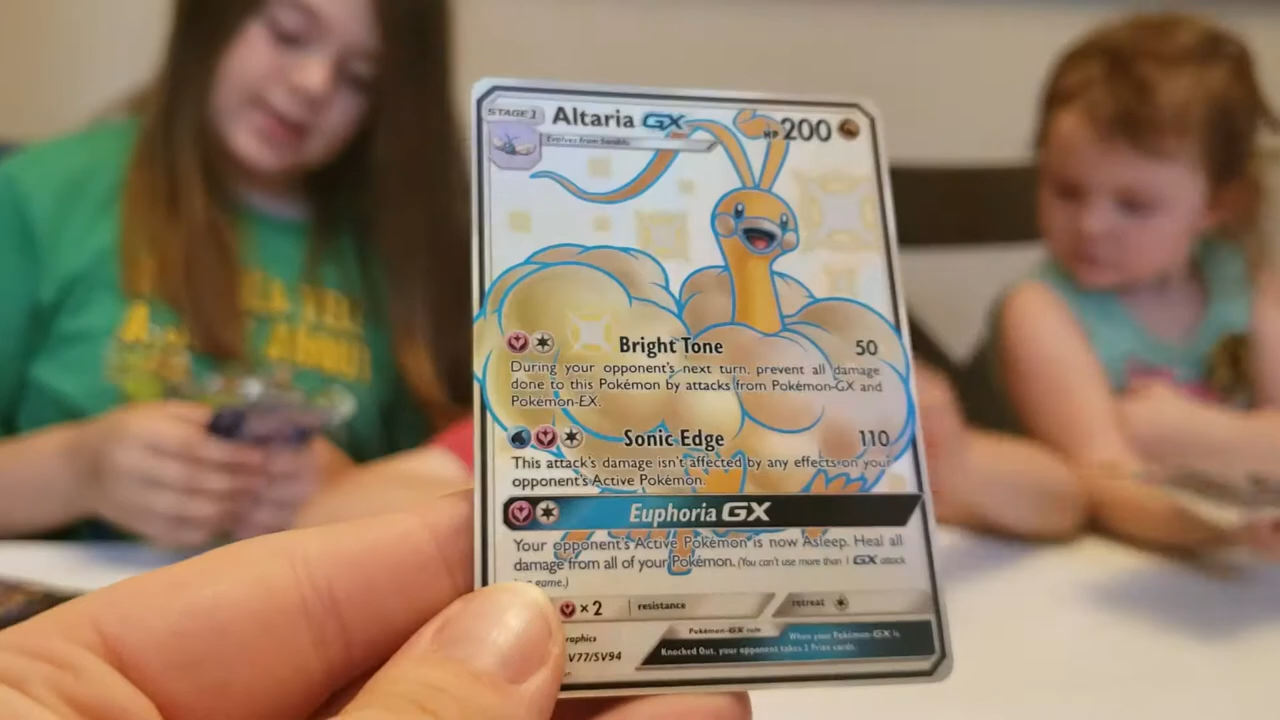 STAGE 1 Altaria GX HP 200
Evolves from Swablu
Bright Tone 50
During your opponent's next turn, prevent all damage
done to this Pokémon by attacks from Pokémon-GX and
Pokémon-EX.
Sonic Edge 110
This attack's damage isn't affected by any effects on your
opponent's Active Pokémon.
Euphoria GX
Your opponent's Active Pokémon is now Asleep. Heal all
damage from all of your Pokémon. (You can't use more than 1 GX attack
game.)
×2 resistance retreat
Pokémon-GX rule When your Pokémon-GX is
Knocked Out, your opponent takes 2 Prize cards.
raphics
V77/SV94